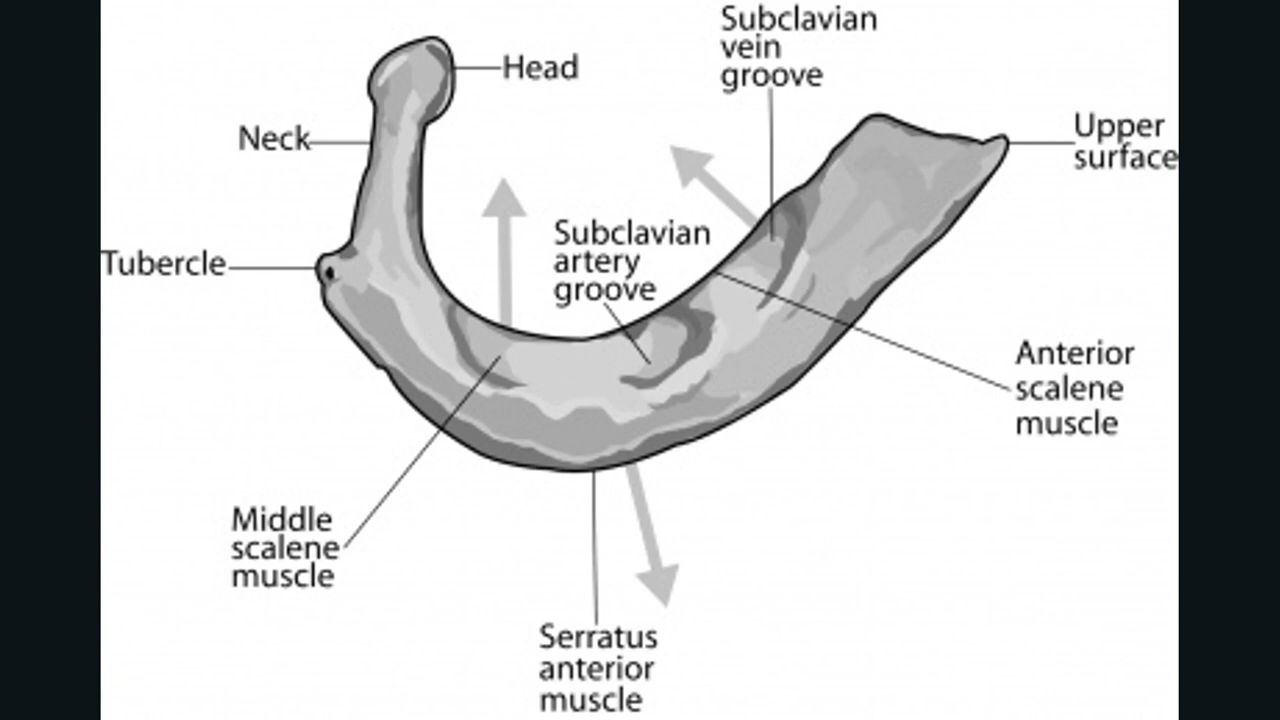 Subclavian
vein
groove
Head
Neck
Upper
surface
Subclavian
artery
groove
Tubercle
Anterior
scalene
muscle
Middle
scalene
muscle
Serratus
anterior
muscle